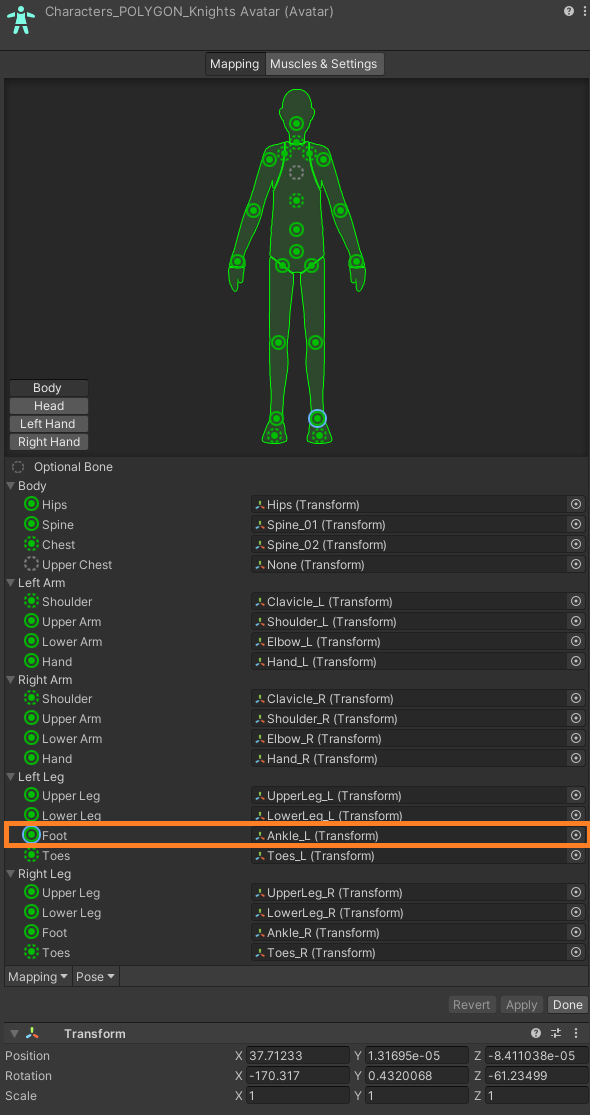 Characters_POLYGON_Knights Avatar (Avatar)
Mapping Muscles & Settings
Body
Head
Left Hand
Right Hand
Optional Bone
Body
Hips Hips (Transform)
Spine Spine_01 (Transform)
Chest Spine_02 (Transform)
Upper Chest None (Transform)
Left Arm
Shoulder Clavicle_L (Transform)
Upper Arm Shoulder_L (Transform)
Lower Arm Elbow_L (Transform)
Hand Hand_L (Transform)
Right Arm
Shoulder Clavicle_R (Transform)
Upper Arm Shoulder_R (Transform)
Lower Arm Elbow_R (Transform)
Hand Hand_R (Transform)
Left Leg
Upper Leg UpperLeg_L (Transform)
Lower Leg LowerLeg_L (Transform)
Foot Ankle_L (Transform)
Toes Toes_L (Transform)
Right Leg
Upper Leg UpperLeg_R (Transform)
Lower Leg LowerLeg_R (Transform)
Foot Ankle_R (Transform)
Toes Toes_R (Transform)
Mapping Pose
Revert Apply Done
Transform
Position X 37.71233 Y 1.31695e-05 Z -8.411038e-05
Rotation X -170.317 Y 0.4320068 Z -61.23499
Scale X 1 Y 1 Z 1